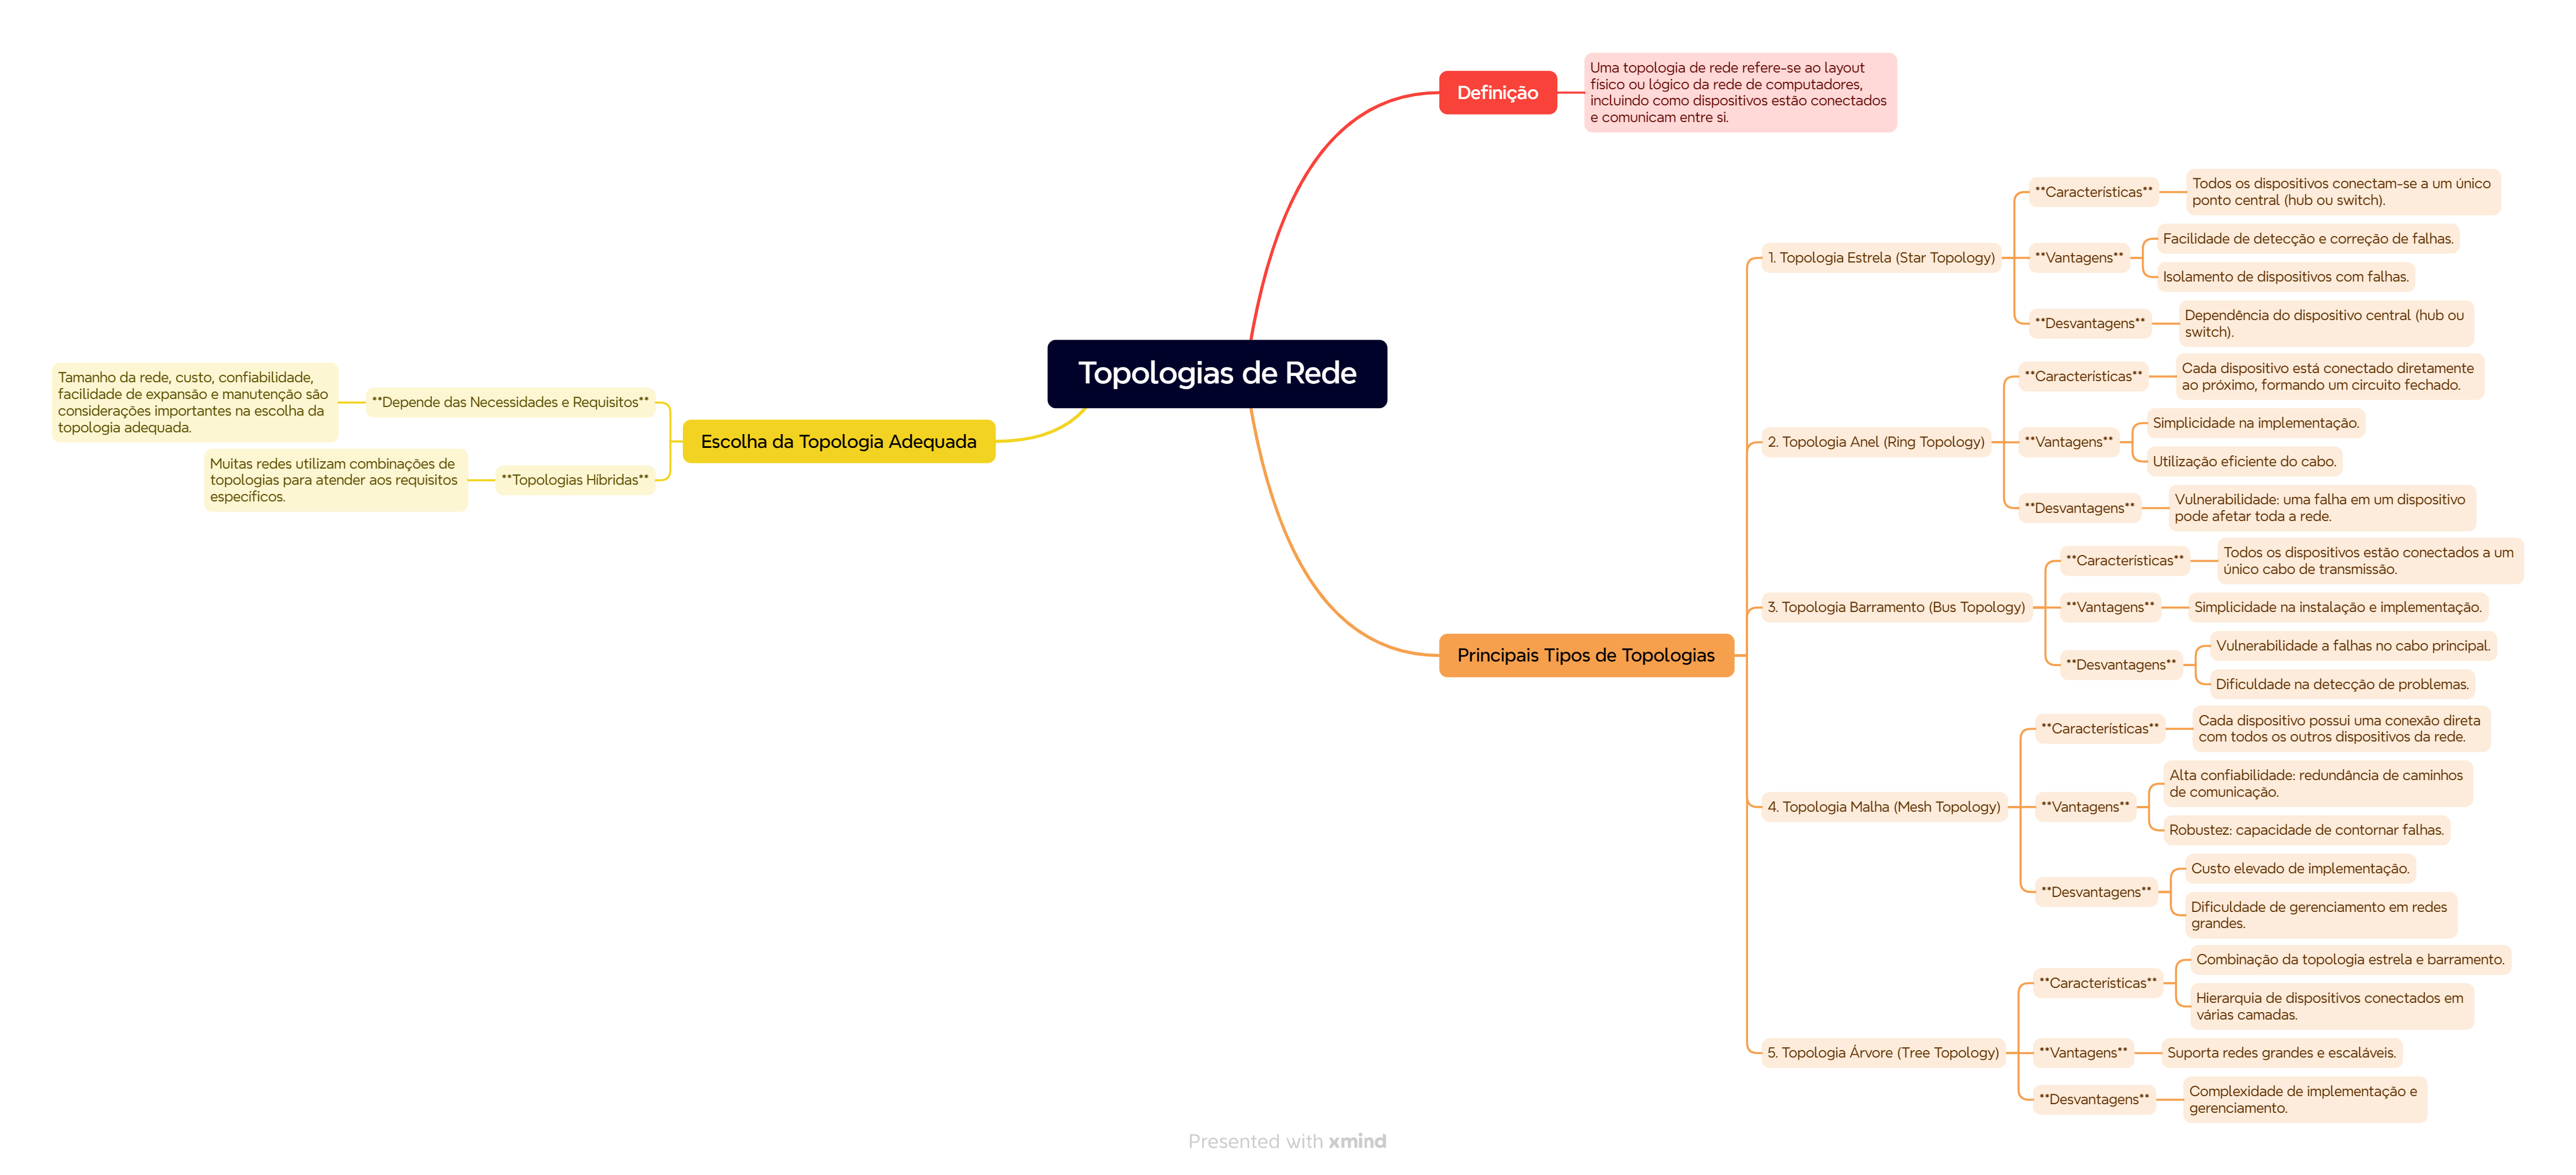 Topologias de Rede
Definição
Uma topologia de rede refere-se ao layout
físico ou lógico da rede de computadores,
incluindo como dispositivos estão conectados
e comunicam entre si.
Principais Tipos de Topologias
1. Topologia Estrela (Star Topology)
**Características**
Todos os dispositivos conectam-se a um único
ponto central (hub ou switch).
**Vantagens**
Facilidade de detecção e correção de falhas.
Isolamento de dispositivos com falhas.
**Desvantagens**
Dependência do dispositivo central (hub ou
switch).
2. Topologia Anel (Ring Topology)
**Características**
Cada dispositivo está conectado diretamente
ao próximo, formando um circuito fechado.
**Vantagens**
Simplicidade na implementação.
Utilização eficiente do cabo.
**Desvantagens**
Vulnerabilidade: uma falha em um dispositivo
pode afetar toda a rede.
3. Topologia Barramento (Bus Topology)
**Características**
Todos os dispositivos estão conectados a um
único cabo de transmissão.
**Vantagens**
Simplicidade na instalação e implementação.
**Desvantagens**
Vulnerabilidade a falhas no cabo principal.
Dificuldade na detecção de problemas.
4. Topologia Malha (Mesh Topology)
**Características**
Cada dispositivo possui uma conexão direta
com todos os outros dispositivos da rede.
**Vantagens**
Alta confiabilidade: redundância de caminhos
de comunicação.
Robustez: capacidade de contornar falhas.
**Desvantagens**
Custo elevado de implementação.
Dificuldade de gerenciamento em redes
grandes.
5. Topologia Árvore (Tree Topology)
**Características**
Combinação da topologia estrela e barramento.
Hierarquia de dispositivos conectados em
várias camadas.
**Vantagens**
Suporta redes grandes e escaláveis.
**Desvantagens**
Complexidade de implementação e
gerenciamento.
Escolha da Topologia Adequada
**Depende das Necessidades e Requisitos**
Tamanho da rede, custo, confiabilidade,
facilidade de expansão e manutenção são
considerações importantes na escolha da
topologia adequada.
**Topologias Híbridas**
Muitas redes utilizam combinações de
topologias para atender aos requisitos
específicos.
Presented with xmind